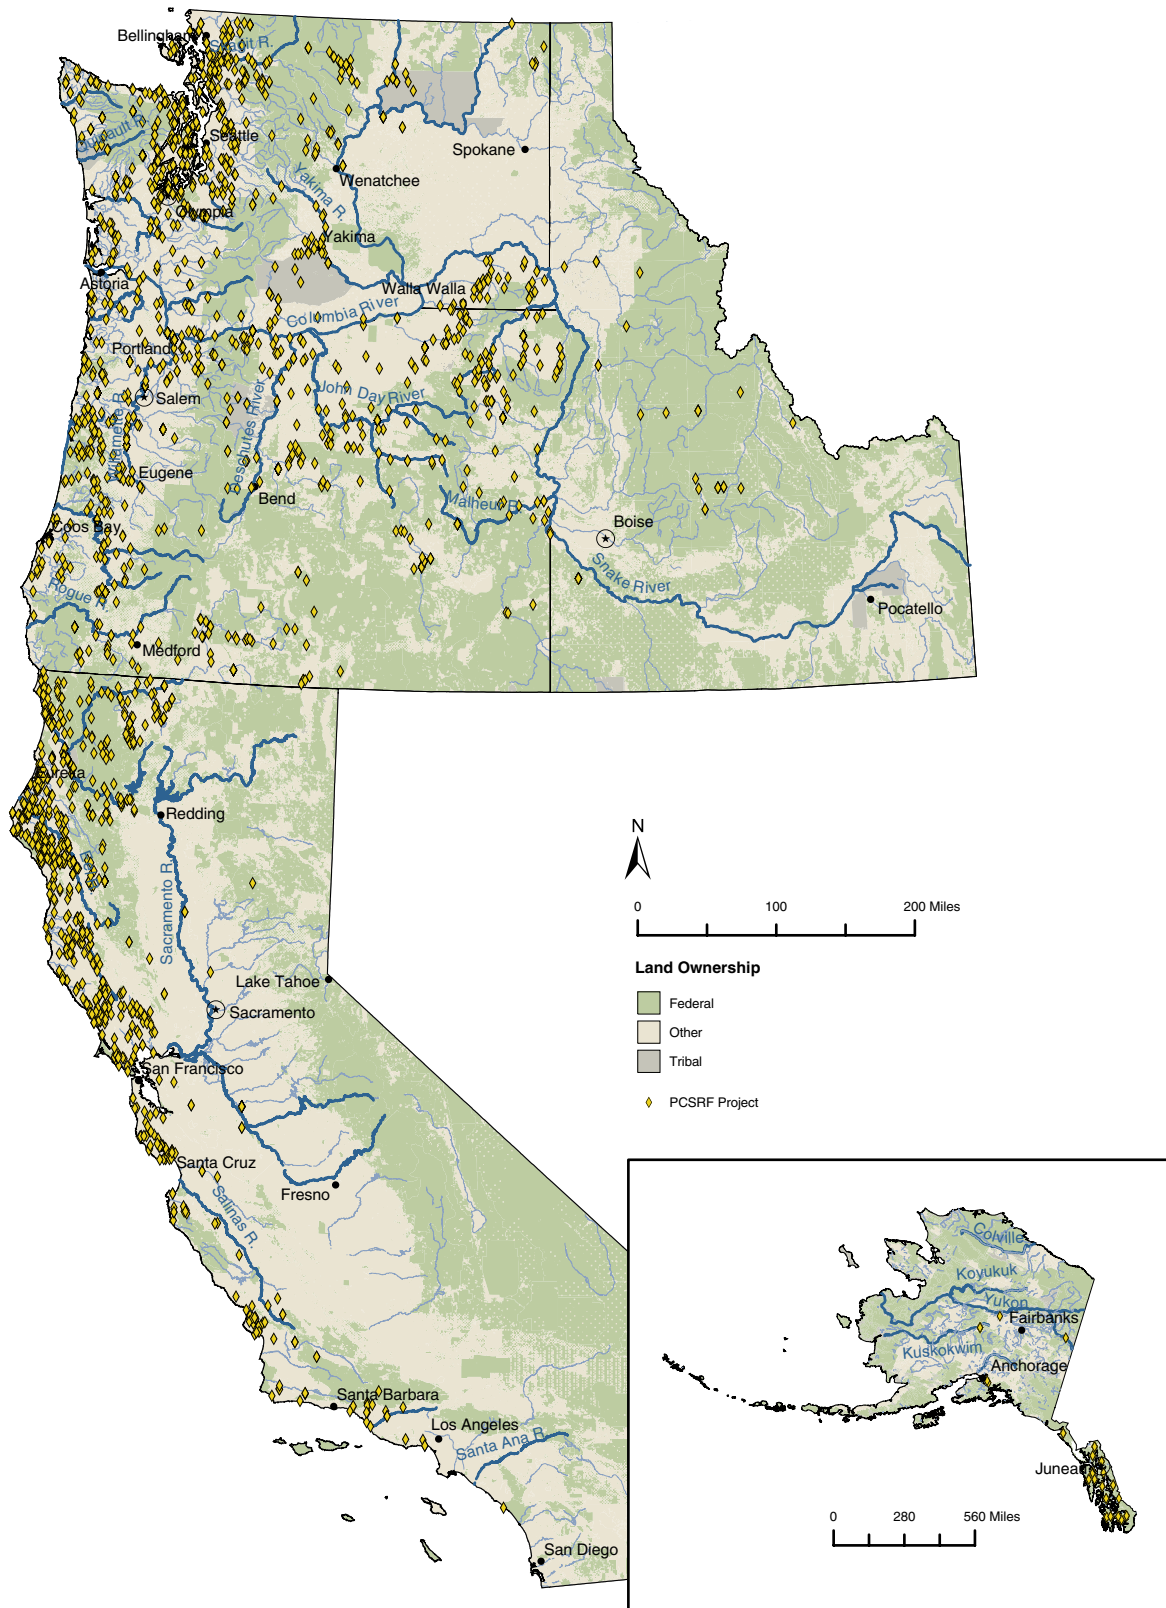 Bellingham
Skagit R.
Quinault R.
Seattle
Spokane
Wenatchee
Yakima R.
Olympia
Yakima
Astoria
Walla Walla
Columbia River
Portland
John Day River
Salem
Willamette R.
Deschutes River
Eugene
Bend
Malheur R.
Coos Bay
Boise
Snake River
Rogue R.
Pocatello
Medford
Eureka
Redding
N
Eel R.
Sacramento R.
0 100 200 Miles
Land Ownership
Lake Tahoe
Federal
Sacramento
Other
Tribal
San Francisco
PCSRF Project
Santa Cruz
Fresno
Salinas R.
Colville
Koyukuk
Yukon
Fairbanks
Kuskokwim
Anchorage
Santa Barbara
Los Angeles
Santa Ana R.
Juneau
0 280 560 Miles
San Diego